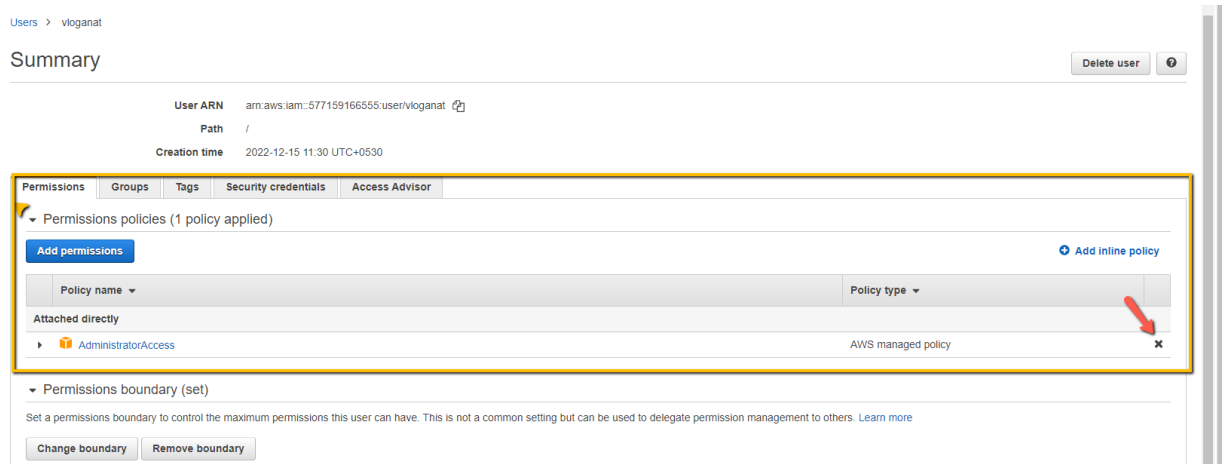 Users > vloganat
Summary
Delete user
User ARN arn:aws:iam::577159166555:user/vloganat
Path /
Creation time 2022-12-15 11:30 UTC+0530
Permissions Groups Tags Security credentials Access Advisor
Permissions policies (1 policy applied)
Add permissions Add inline policy
Policy name Policy type
Attached directly
AdministratorAccess AWS managed policy
Permissions boundary (set)
Set a permissions boundary to control the maximum permissions this user can have. This is not a common setting but can be used to delegate permission management to others. Learn more
Change boundary Remove boundary